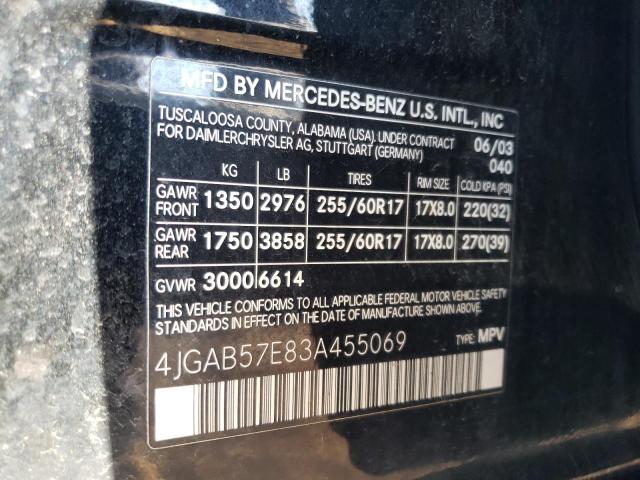 MFD BY MERCEDES-BENZ U.S. INTL., INC
TUSCALOOSA COUNTY, ALABAMA (USA). UNDER CONTRACT 06/03
FOR DAIMLERCHRYSLER AG, STUTTGART (GERMANY) 040
KG LB TIRES RIM SIZE COLD KPA (PSI)
GAWR FRONT 1350 2976 255/60R17 17X8.0 220(32)
GAWR REAR 1750 3858 255/60R17 17X8.0 270(39)
GVWR 3000 6614
THIS VEHICLE CONFORMS TO ALL APPLICABLE FEDERAL MOTOR VEHICLE SAFETY
STANDARDS IN EFFECT ON THE DATE OF MANUFACTURE SHOWN ABOVE.
4JGAB57E83A455069 TYPE: MPV